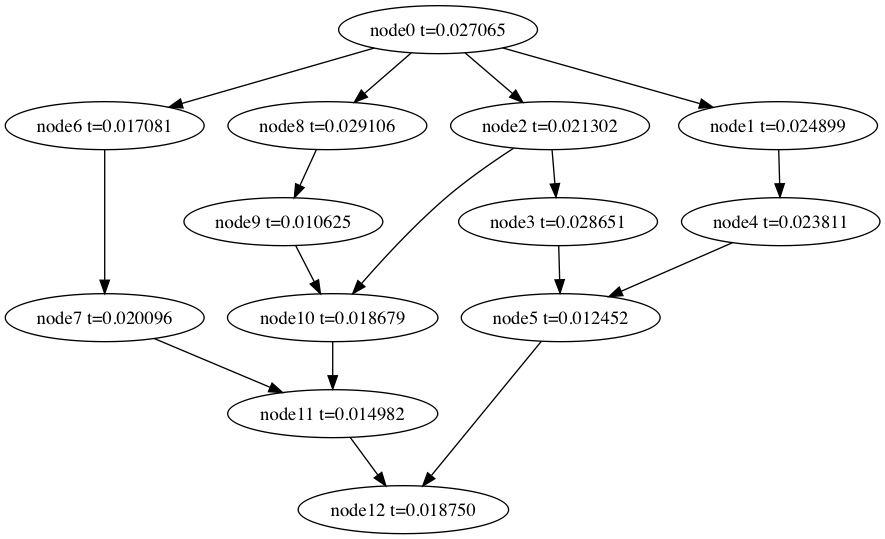 node0 t=0.027065
node6 t=0.017081
node8 t=0.029106
node2 t=0.021302
node1 t=0.024899
node9 t=0.010625
node3 t=0.028651
node4 t=0.023811
node7 t=0.020096
node10 t=0.018679
node5 t=0.012452
node11 t=0.014982
node12 t=0.018750